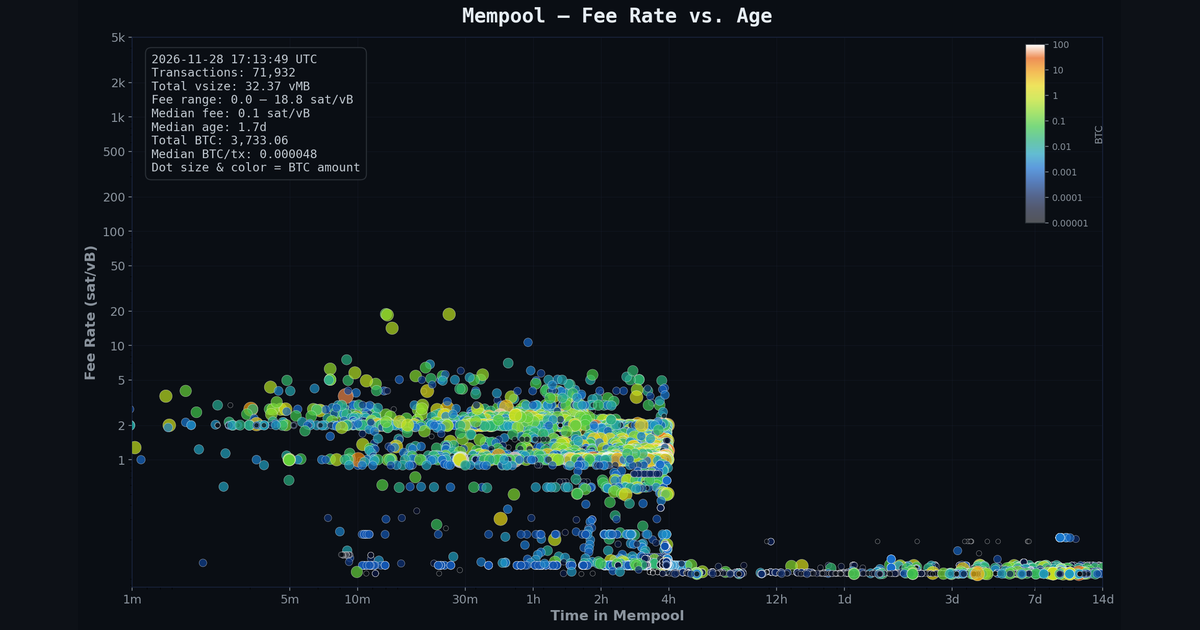 Mempool — Fee Rate vs. Age
2026-11-28 17:13:49 UTC
Transactions: 71,932
Total vsize: 32.37 vMB
Fee range: 0.0 – 18.8 sat/vB
Median fee: 0.1 sat/vB
Median age: 1.7d
Total BTC: 3,733.06
Median BTC/tx: 0.000048
Dot size & color = BTC amount
100
10
1
0.1
0.01
0.001
0.0001
0.00001
BTC
Fee Rate (sat/vB)
5k
2k
1k
500
200
100
50
20
10
5
2
1
1m
5m
10m
30m
1h
2h
4h
12h
1d
3d
7d
14d
Time in Mempool